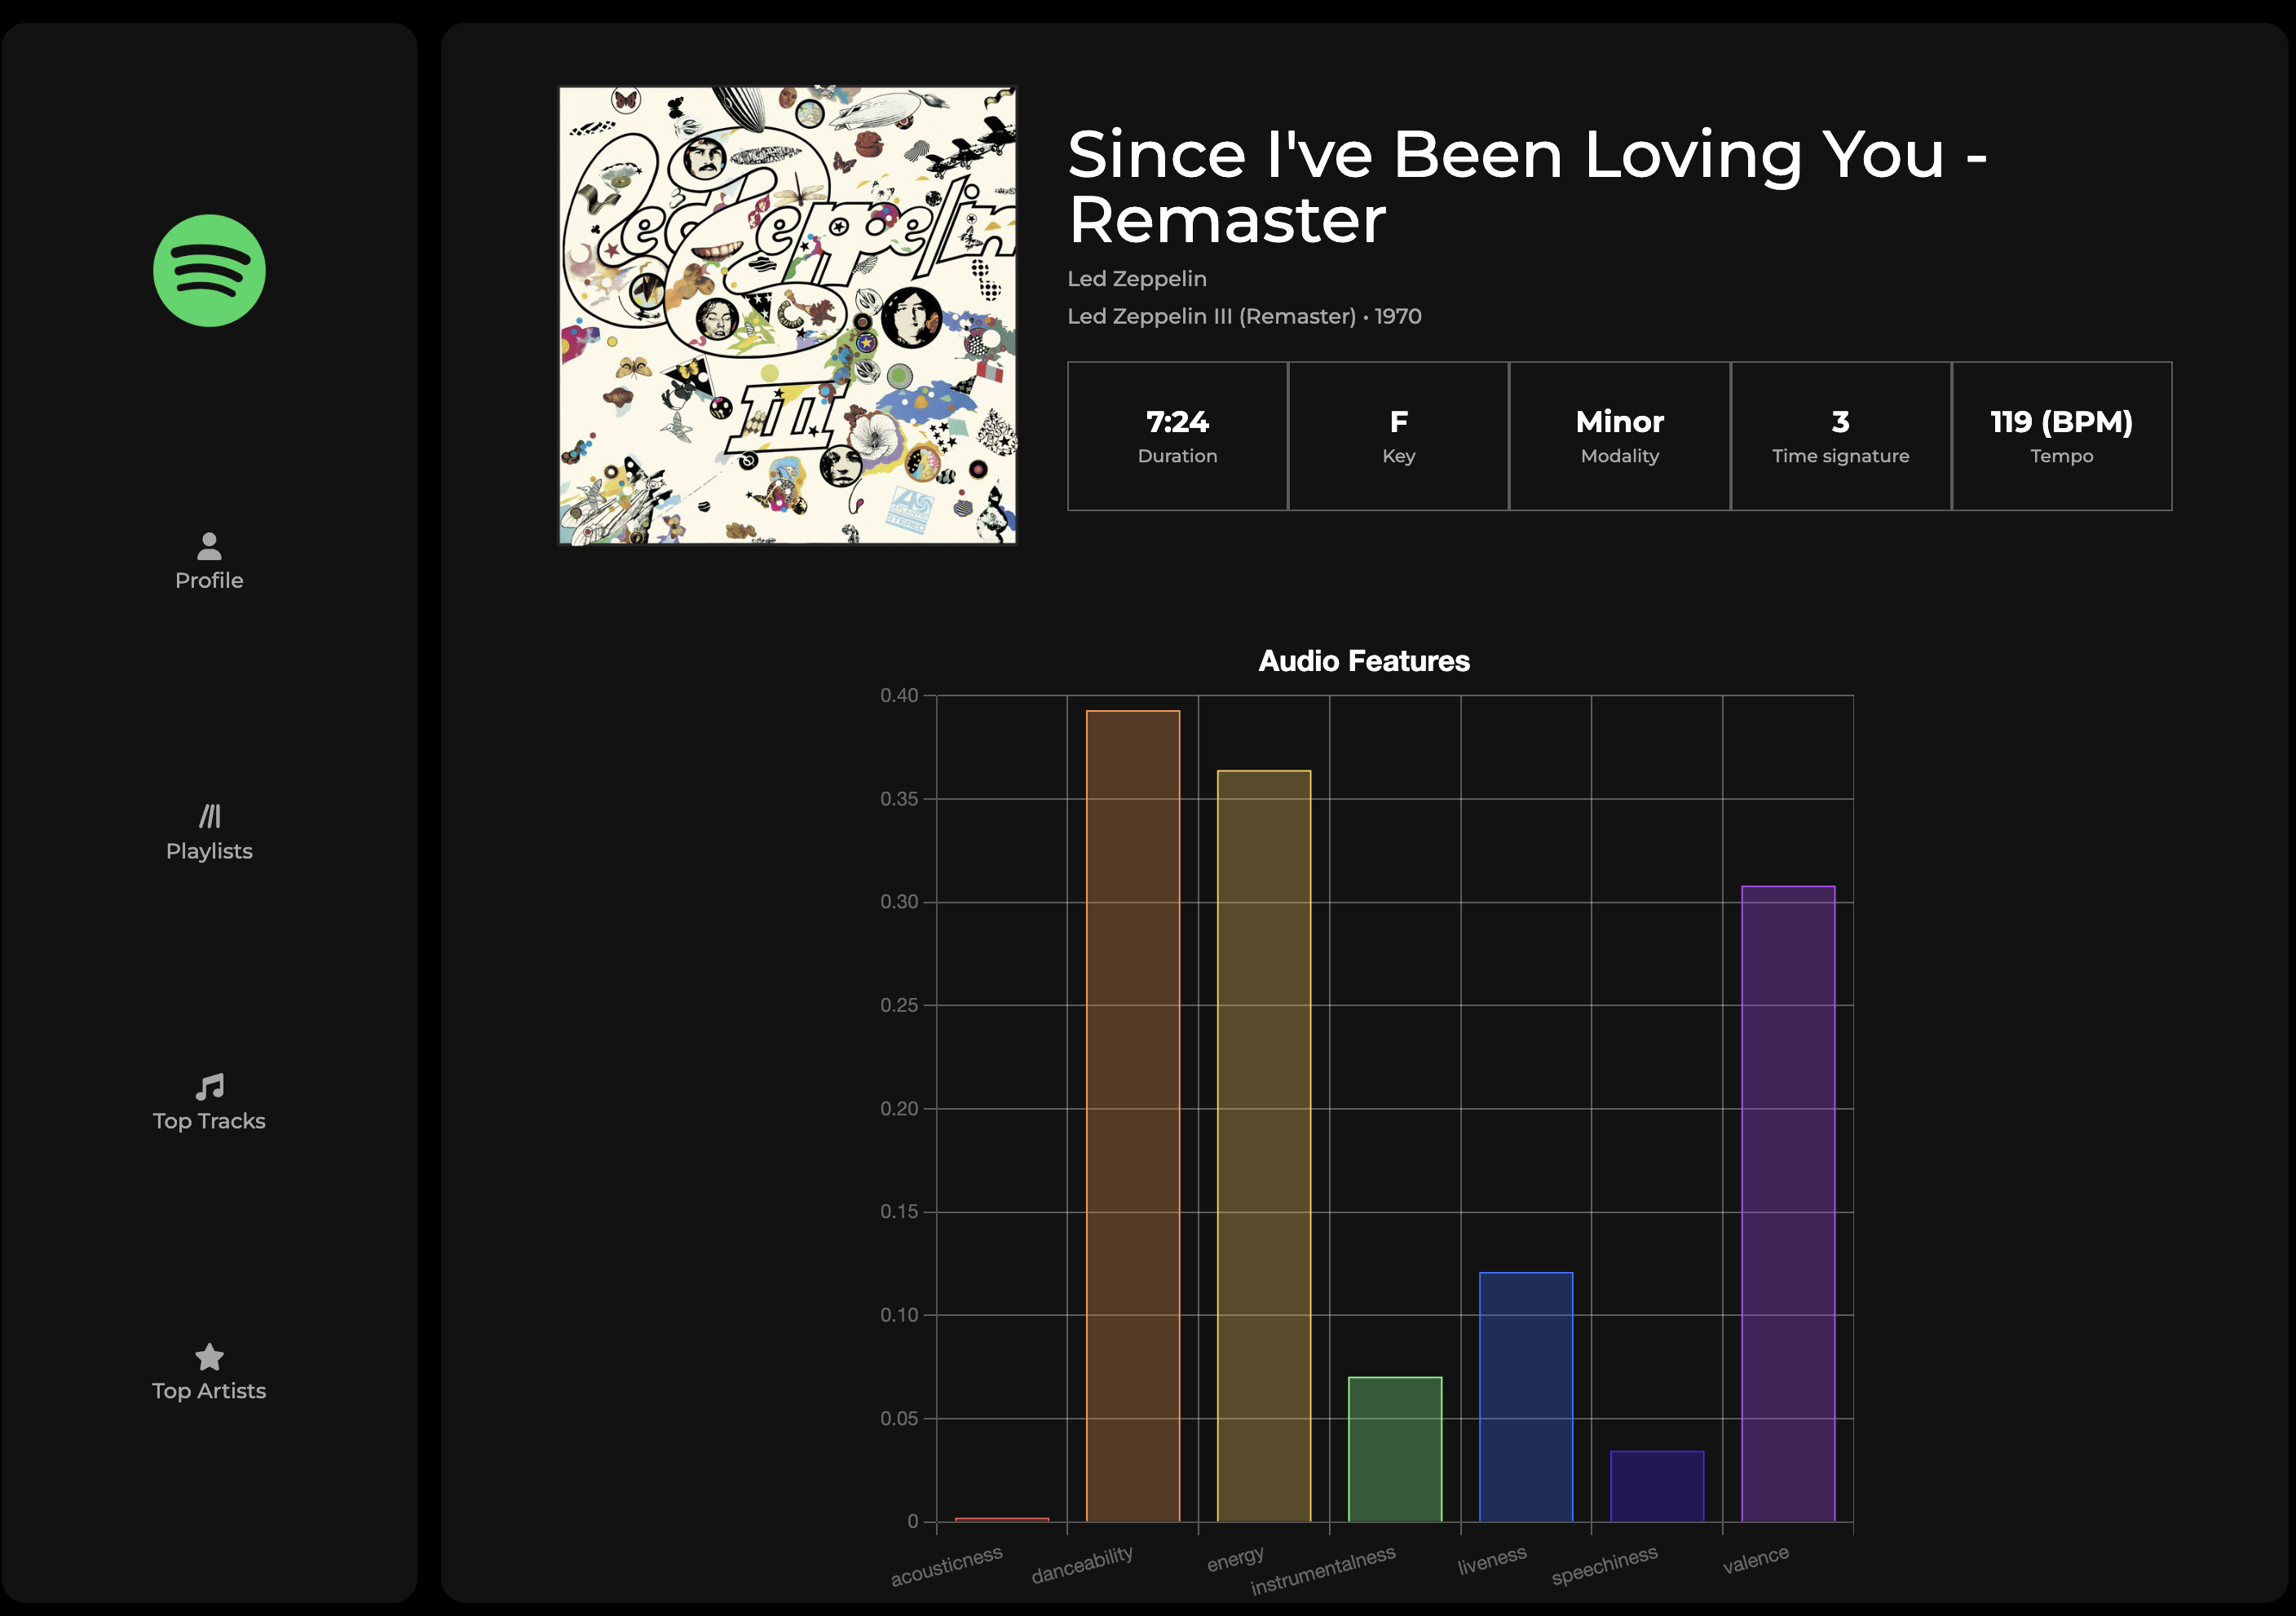 Profile
Playlists
Top Tracks
Top Artists
Led Zeppelin
III
ATLANTIC
STEREO
Since I've Been Loving You -
Remaster
Led Zeppelin
Led Zeppelin III (Remaster) • 1970
7:24
Duration
F
Key
Minor
Modality
3
Time signature
119 (BPM)
Tempo
Audio Features
0.40
0.35
0.30
0.25
0.20
0.15
0.10
0.05
0
acousticness
danceability
energy
instrumentalness
liveness
speechiness
valence